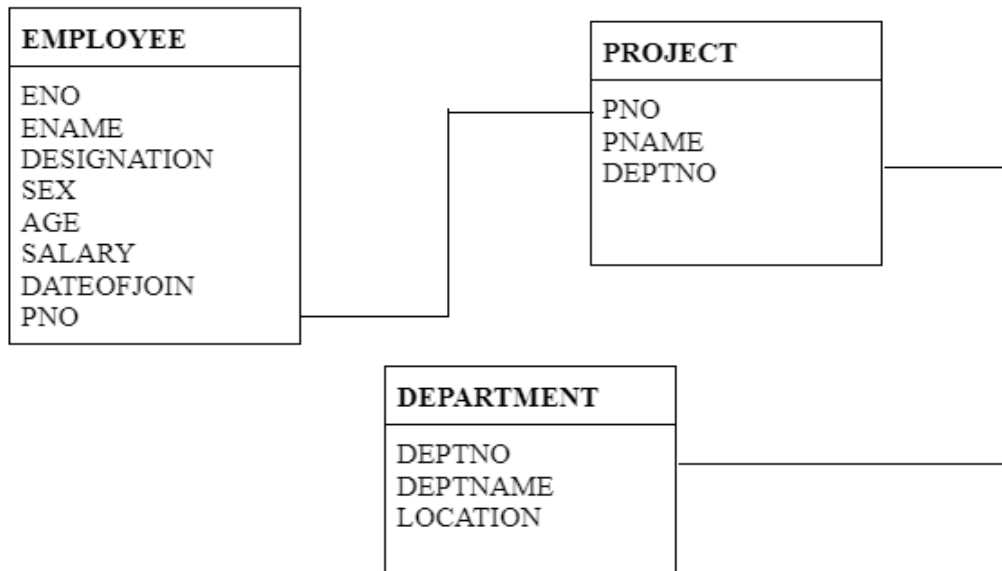 EMPLOYEE
ENO
ENAME
DESIGNATION
SEX
AGE
SALARY
DATEOFJOIN
PNO
PROJECT
PNO
PNAME
DEPTNO
DEPARTMENT
DEPTNO
DEPTNAME
LOCATION